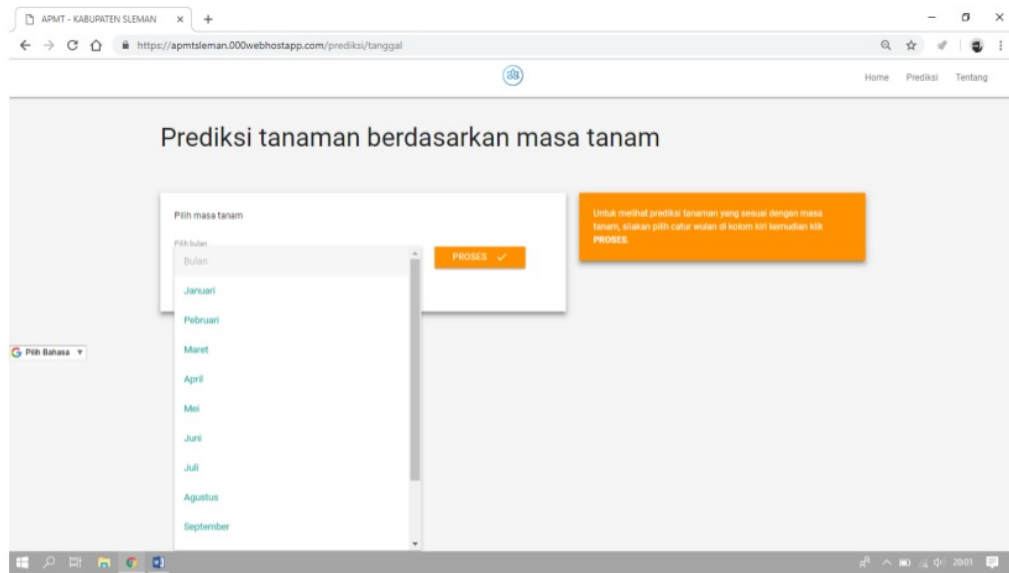 APMT - KABUPATEN SLEMAN
https://apmtsleman.000webhostapp.com/prediksi/tanggal
Home Prediksi Tentang
Prediksi tanaman berdasarkan masa tanam
Pilih masa tanam
Pilih bulan
Bulan
Januari
Pebruari
Maret
April
Mei
Juni
Juli
Agustus
September
PROSES
Untuk melihat prediksi tanaman yang sesuai dengan masa
tanam, silakan pilih catur wulan di kolom kiri kemudian klik
PROSES.
G Pilih Bahasa ▼
20:01